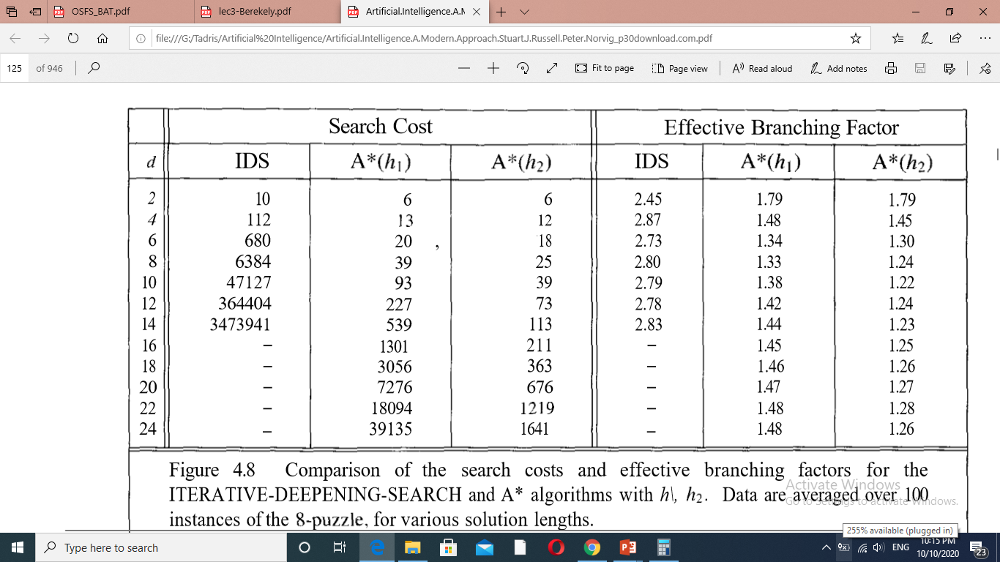 OSFS_BAT.pdf
lec3-Berekely.pdf
Artificial.Intelligence.A.M
file:///G:/Tadris/Artificial%20Intelligence/Artificial.Intelligence.A.Modern.Approach.Stuart.J.Russell.Peter.Norvig_p30download.com.pdf
125 of 946 Fit to page Page view Read aloud Add notes
Search Cost Effective Branching Factor
d IDS A*(h1) A*(h2) IDS A*(h1) A*(h2)
2 10 6 6 2.45 1.79 1.79
4 112 13 12 2.87 1.48 1.45
6 680 20 , 18 2.73 1.34 1.30
8 6384 39 25 2.80 1.33 1.24
10 47127 93 39 2.79 1.38 1.22
12 364404 227 73 2.78 1.42 1.24
14 3473941 539 113 2.83 1.44 1.23
16 – 1301 211 – 1.45 1.25
18 – 3056 363 – 1.46 1.26
20 – 7276 676 – 1.47 1.27
22 – 18094 1219 – 1.48 1.28
24 – 39135 1641 – 1.48 1.26
Figure 4.8 Comparison of the search costs and effective branching factors for the
ITERATIVE-DEEPENING-SEARCH and A* algorithms with h\, h2. Data are averaged over 100
instances of the 8-puzzle, for various solution lengths.
Activate Windows
Go to Settings to activate Windows.
255% available (plugged in)
Type here to search
ENG
10:15 PM
10/10/2020
23